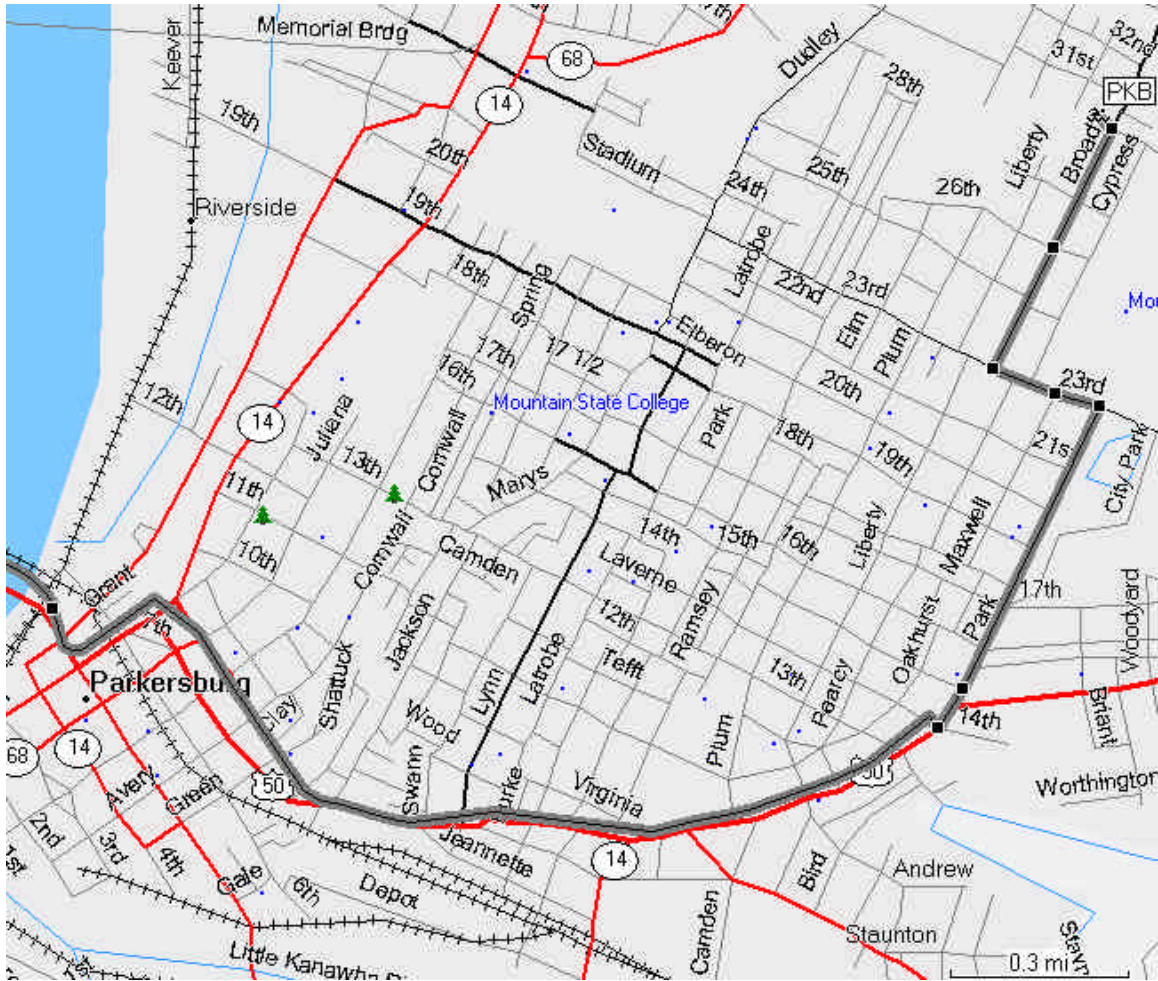 Memorial Brdg
Keever
68
14
7th
Dudley
28th
31st
32nd
PKB
19th
20th
Stadium
25th
24th
26th
Liberty
Cypress
Riverside
19th
18th
Spring
Latrobe
22nd
23rd
Elm
Plum
Mou
17th
17 1/2
16th
Elberon
20th
23rd
12th
14
Juliana
13th
Cornwall
Mountain State College
Park
18th
19th
21s
City Park
11th
10th
Marys
Cornwall
Camden
14th
15th
16th
Liberty
Maxwell
Laverne
Grant
7th
Jackson
12th
Ramsey
Tefft
Oakhurst
Park
17th
Woodyard
Parkersburg
Clay
Shattuck
Lynn
Latrobe
13th
Pearcy
14th
Briant
68
14
Wood
Plum
50
50
Worthington
Avery
Green
Swann
Virginia
2nd
3rd
4th
Gale
6th
Depot
Jeannette
14
Bird
Andrew
Camden
Staunton
Little Kanawha
0.3 mi